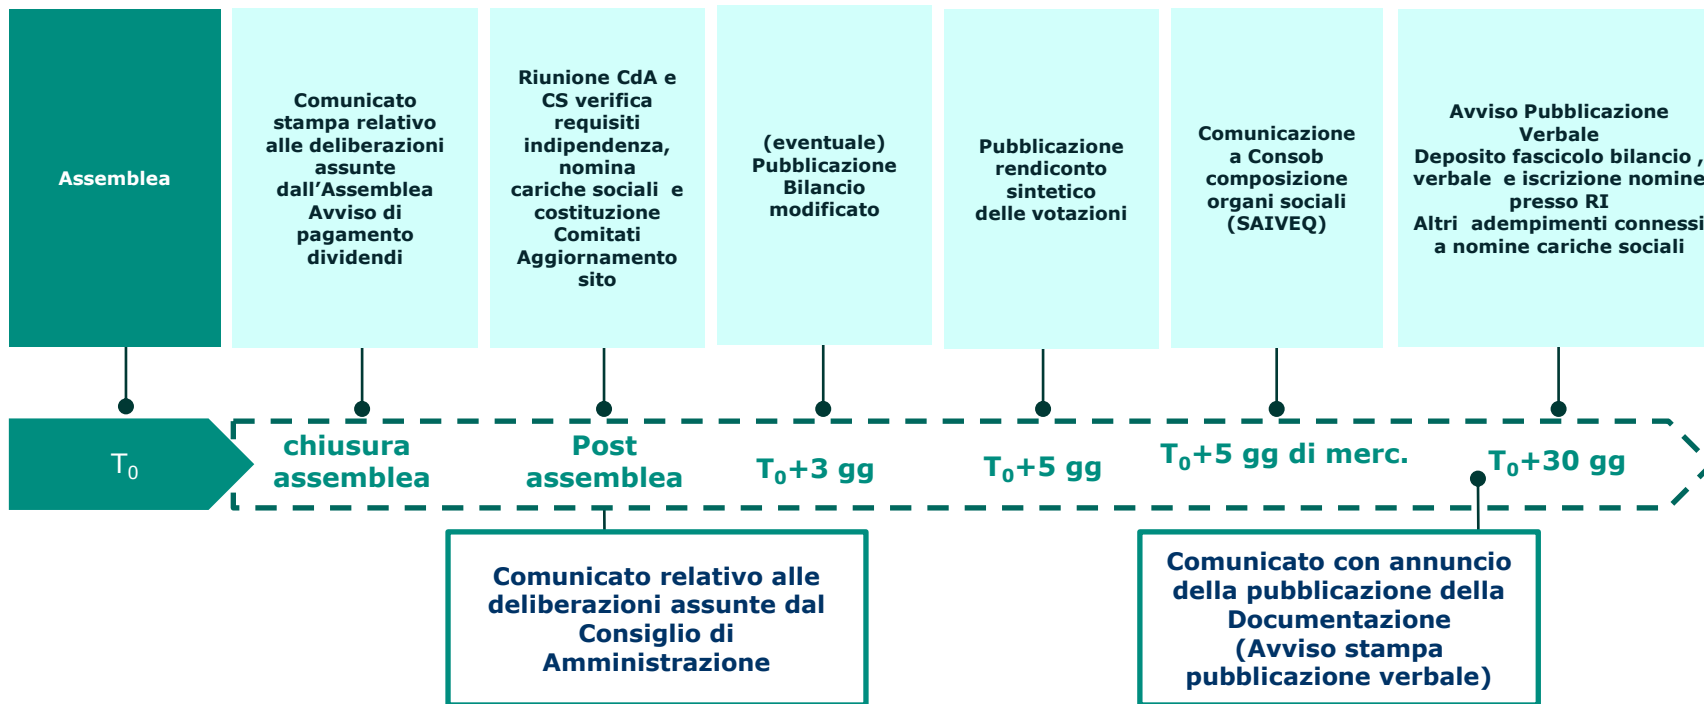 Assemblea
Comunicato
stampa relativo
alle deliberazioni
assunte
dall’Assemblea
Avviso di
pagamento
dividendi
Riunione CdA e
CS verifica
requisiti
indipendenza,
nomina
cariche sociali e
costituzione
Comitati
Aggiornamento
sito
(eventuale)
Pubblicazione
Bilancio
modificato
Pubblicazione
rendiconto
sintetico
delle votazioni
Comunicazione
a Consob
composizione
organi sociali
(SAIVEQ)
Avviso Pubblicazione
Verbale
Deposito fascicolo bilancio ,
verbale e iscrizione nomine
presso RI
Altri adempimenti connessi
a nomine cariche sociali
T0
chiusura
assemblea
Post
assemblea
T0+3 gg
T0+5 gg
T0+5 gg di merc.
T0+30 gg
Comunicato relativo alle
deliberazioni assunte dal
Consiglio di
Amministrazione
Comunicato con annuncio
della pubblicazione della
Documentazione
(Avviso stampa
pubblicazione verbale)